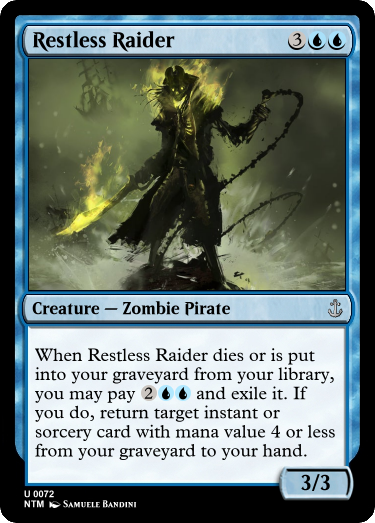 Restless Raider 3UU
Creature — Zombie Pirate
When Restless Raider dies or is put
into your graveyard from your library,
you may pay 2UU and exile it. If
you do, return target instant or
sorcery card with mana value 4 or less
from your graveyard to your hand.
3/3
U 0072
NTM SAMUELE BANDINI